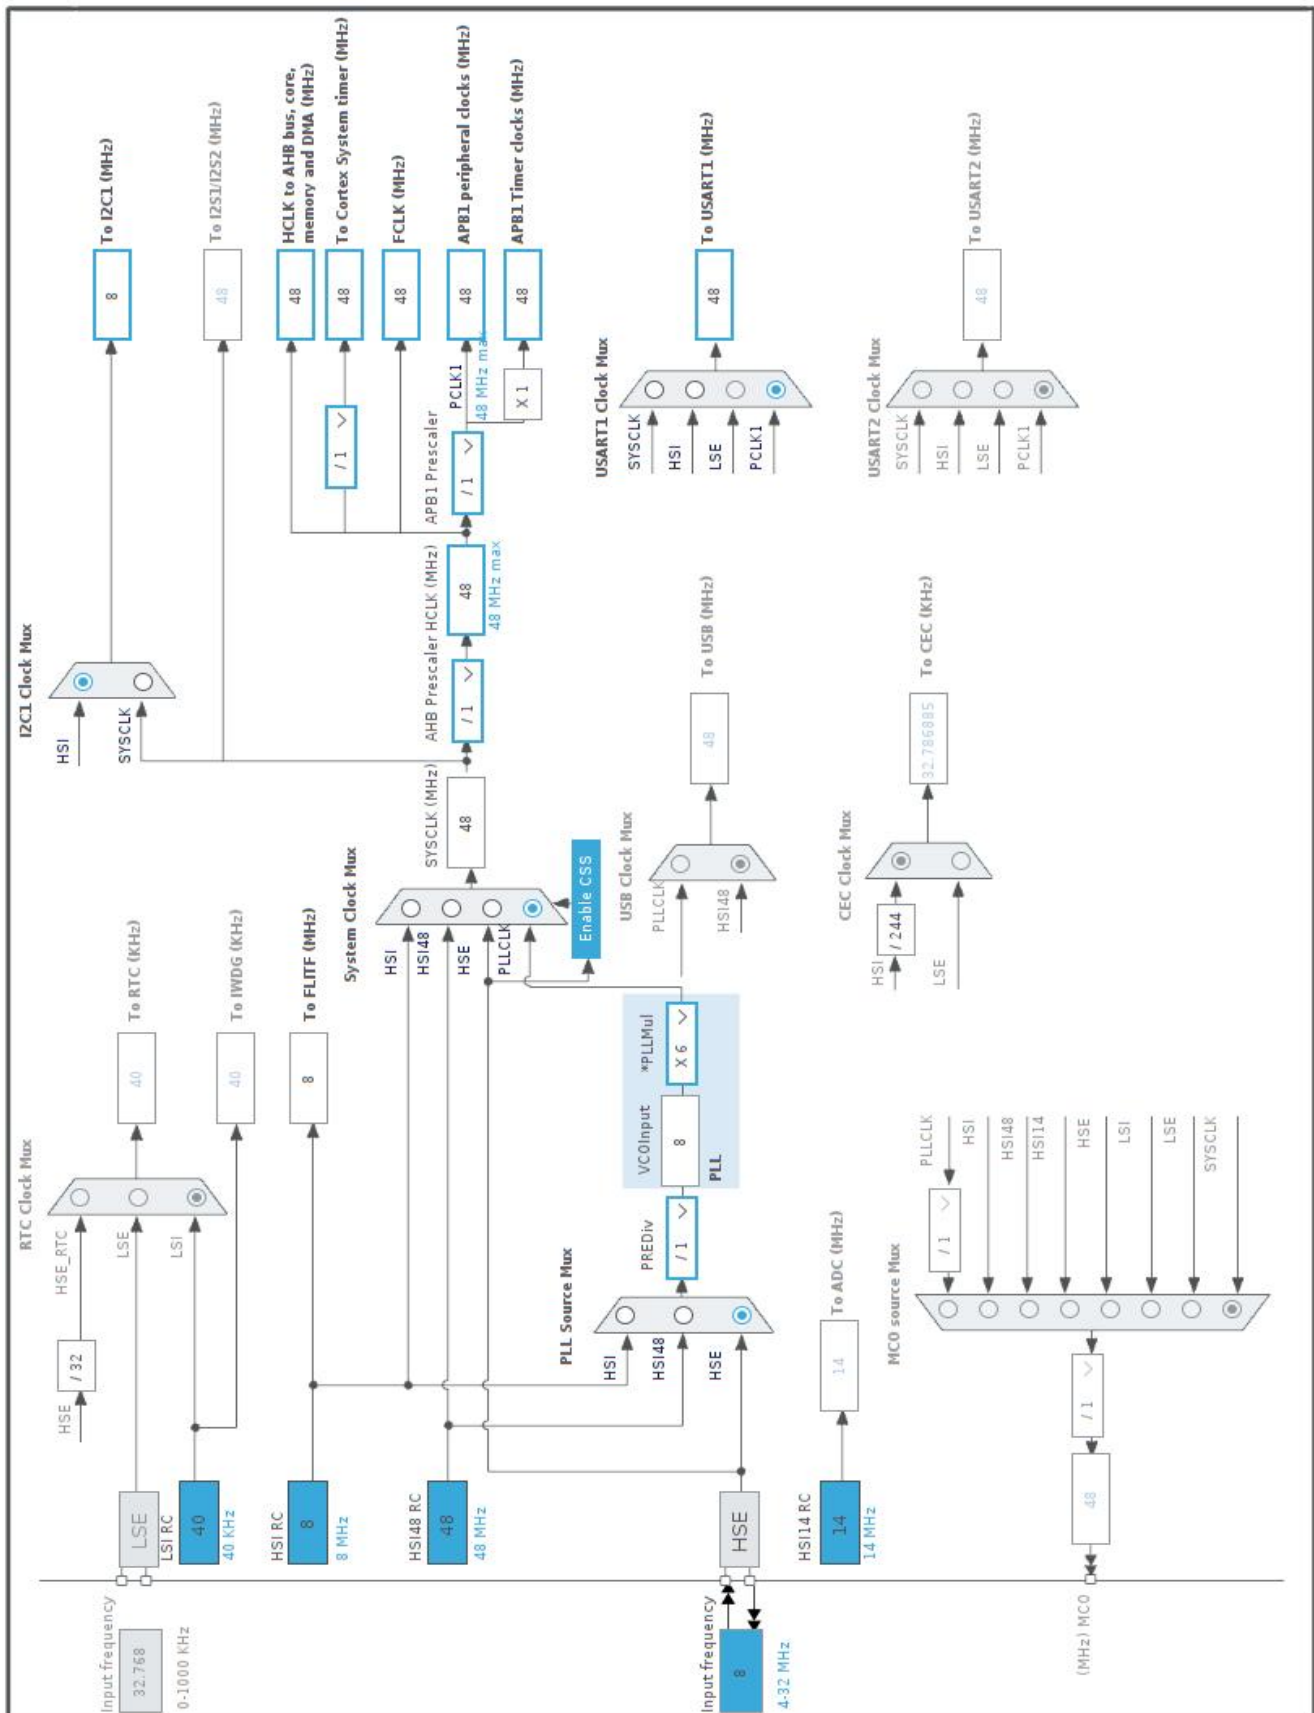 RTC Clock Mux
HSE
/ 32
HSE_RTC
LSE
LSI
40
To RTC (KHz)
Input frequency
32.768
0-1000 KHz
LSE
LSI RC
40
40 KHz
40
To IWDG (KHz)
HSI RC
8
8 MHz
8
To FLITF (MHz)
HSI48 RC
48
48 MHz
System Clock Mux
HSI
HSI48
HSE
PLLCLK
Enable CSS
SYSCLK (MHz)
48
AHB Prescaler
/ 1
HCLK (MHz)
48
48 MHz max
APB1 Prescaler
/ 1
PCLK1
48 MHz max
X 1
I2C1 Clock Mux
HSI
SYSCLK
8
To I2C1 (MHz)
48
To I2S1/I2S2 (MHz)
48
HCLK to AHB bus, core,
memory and DMA (MHz)
/ 1
48
To Cortex System timer (MHz)
48
FCLK (MHz)
48
APB1 peripheral clocks (MHz)
48
APB1 Timer clocks (MHz)
PLL Source Mux
HSI
HSI48
HSE
PREDiv
/ 1
VCOInput
8
*PLLMul
X 6
PLL
Input frequency
8
4-32 MHz
HSE
USB Clock Mux
PLLCLK
HSI48
48
To USB (MHz)
USART1 Clock Mux
SYSCLK
HSI
LSE
PCLK1
48
To USART1 (MHz)
HSI14 RC
14
14 MHz
14
To ADC (MHz)
CEC Clock Mux
HSI
/ 244
LSE
32.786885
To CEC (KHz)
USART2 Clock Mux
SYSCLK
HSI
LSE
PCLK1
48
To USART2 (MHz)
MCO source Mux
PLLCLK
/ 1
HSI
HSI48
HSI14
HSE
LSI
LSE
SYSCLK
/ 1
48
(MHz) MCO